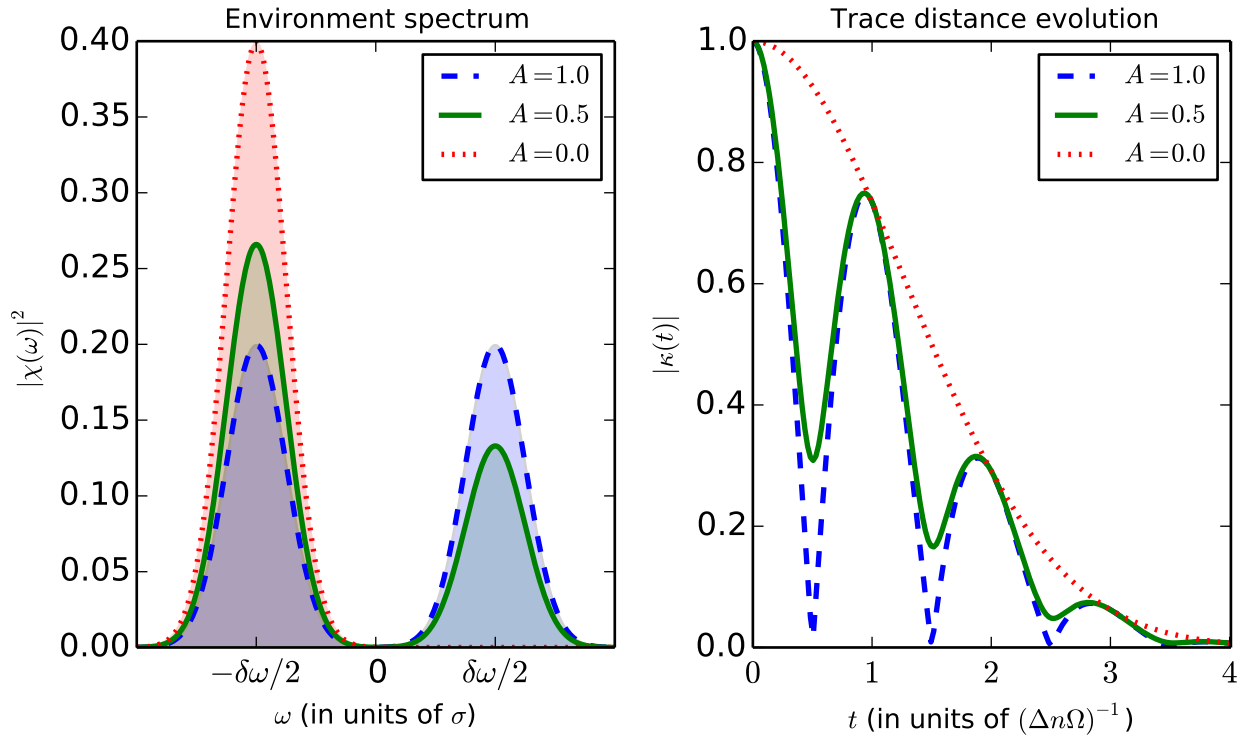 Environment spectrum
0.40
0.35
0.30
0.25
0.20
0.15
0.10
0.05
0.00
|χ(ω)|²
A=1.0
A=0.5
A=0.0
−δω/2 0 δω/2
ω (in units of σ)
Trace distance evolution
1.0
0.8
0.6
0.4
0.2
0.0
|κ(t)|
A=1.0
A=0.5
A=0.0
0 1 2 3 4
t (in units of (ΔnΩ)⁻¹)